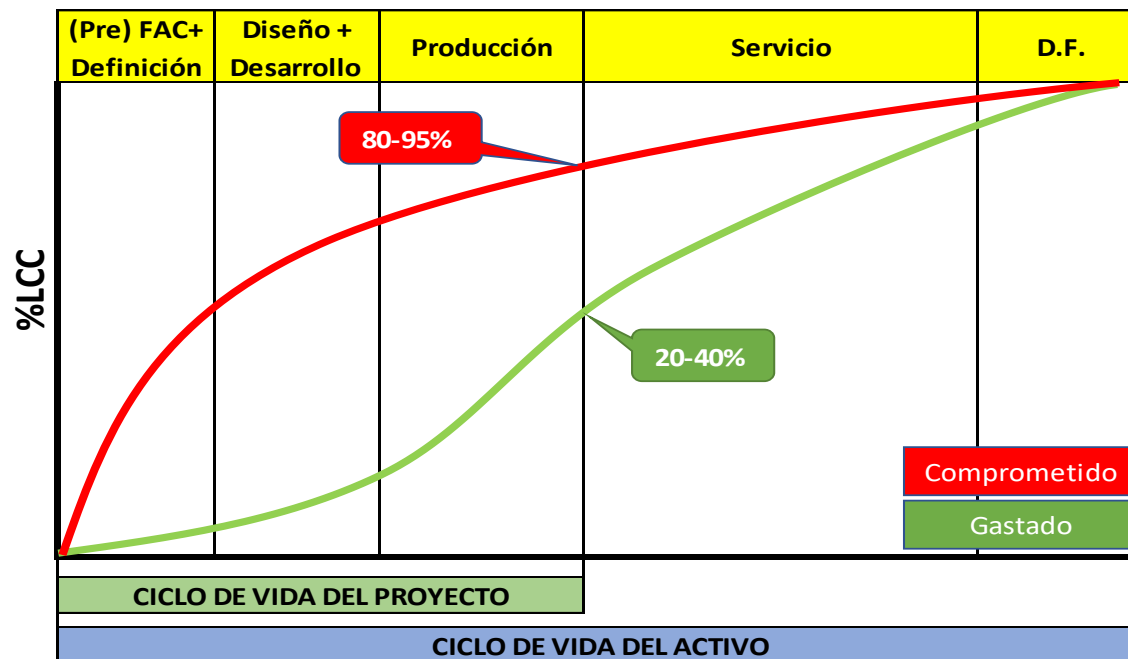 (Pre) FAC+
Definición
Diseño +
Desarrollo
Producción
Servicio
D.F.
80-95%
%LCC
20-40%
Comprometido
Gastado
CICLO DE VIDA DEL PROYECTO
CICLO DE VIDA DEL ACTIVO